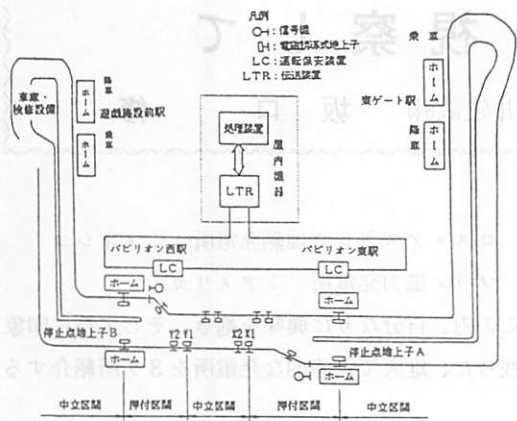 凡例
:信号機
:電磁誘導式地上子
LC:運転保安装置
LTR:伝送装置
乗車
ホーム
降車
ホーム
東ゲート駅
車庫・
検修設備
降車
ホーム
遊戯施設前駅
乗車
ホーム
処理装置
LTR
屋内機器
パビリオン西駅
パビリオン東駅
LC
LC
ホーム
ホーム
停止点地上子B
Y2 Y1
X2 X1
停止点地上子A
ホーム
ホーム
中立区間
押付区間
中立区間
押付区間
中立区間